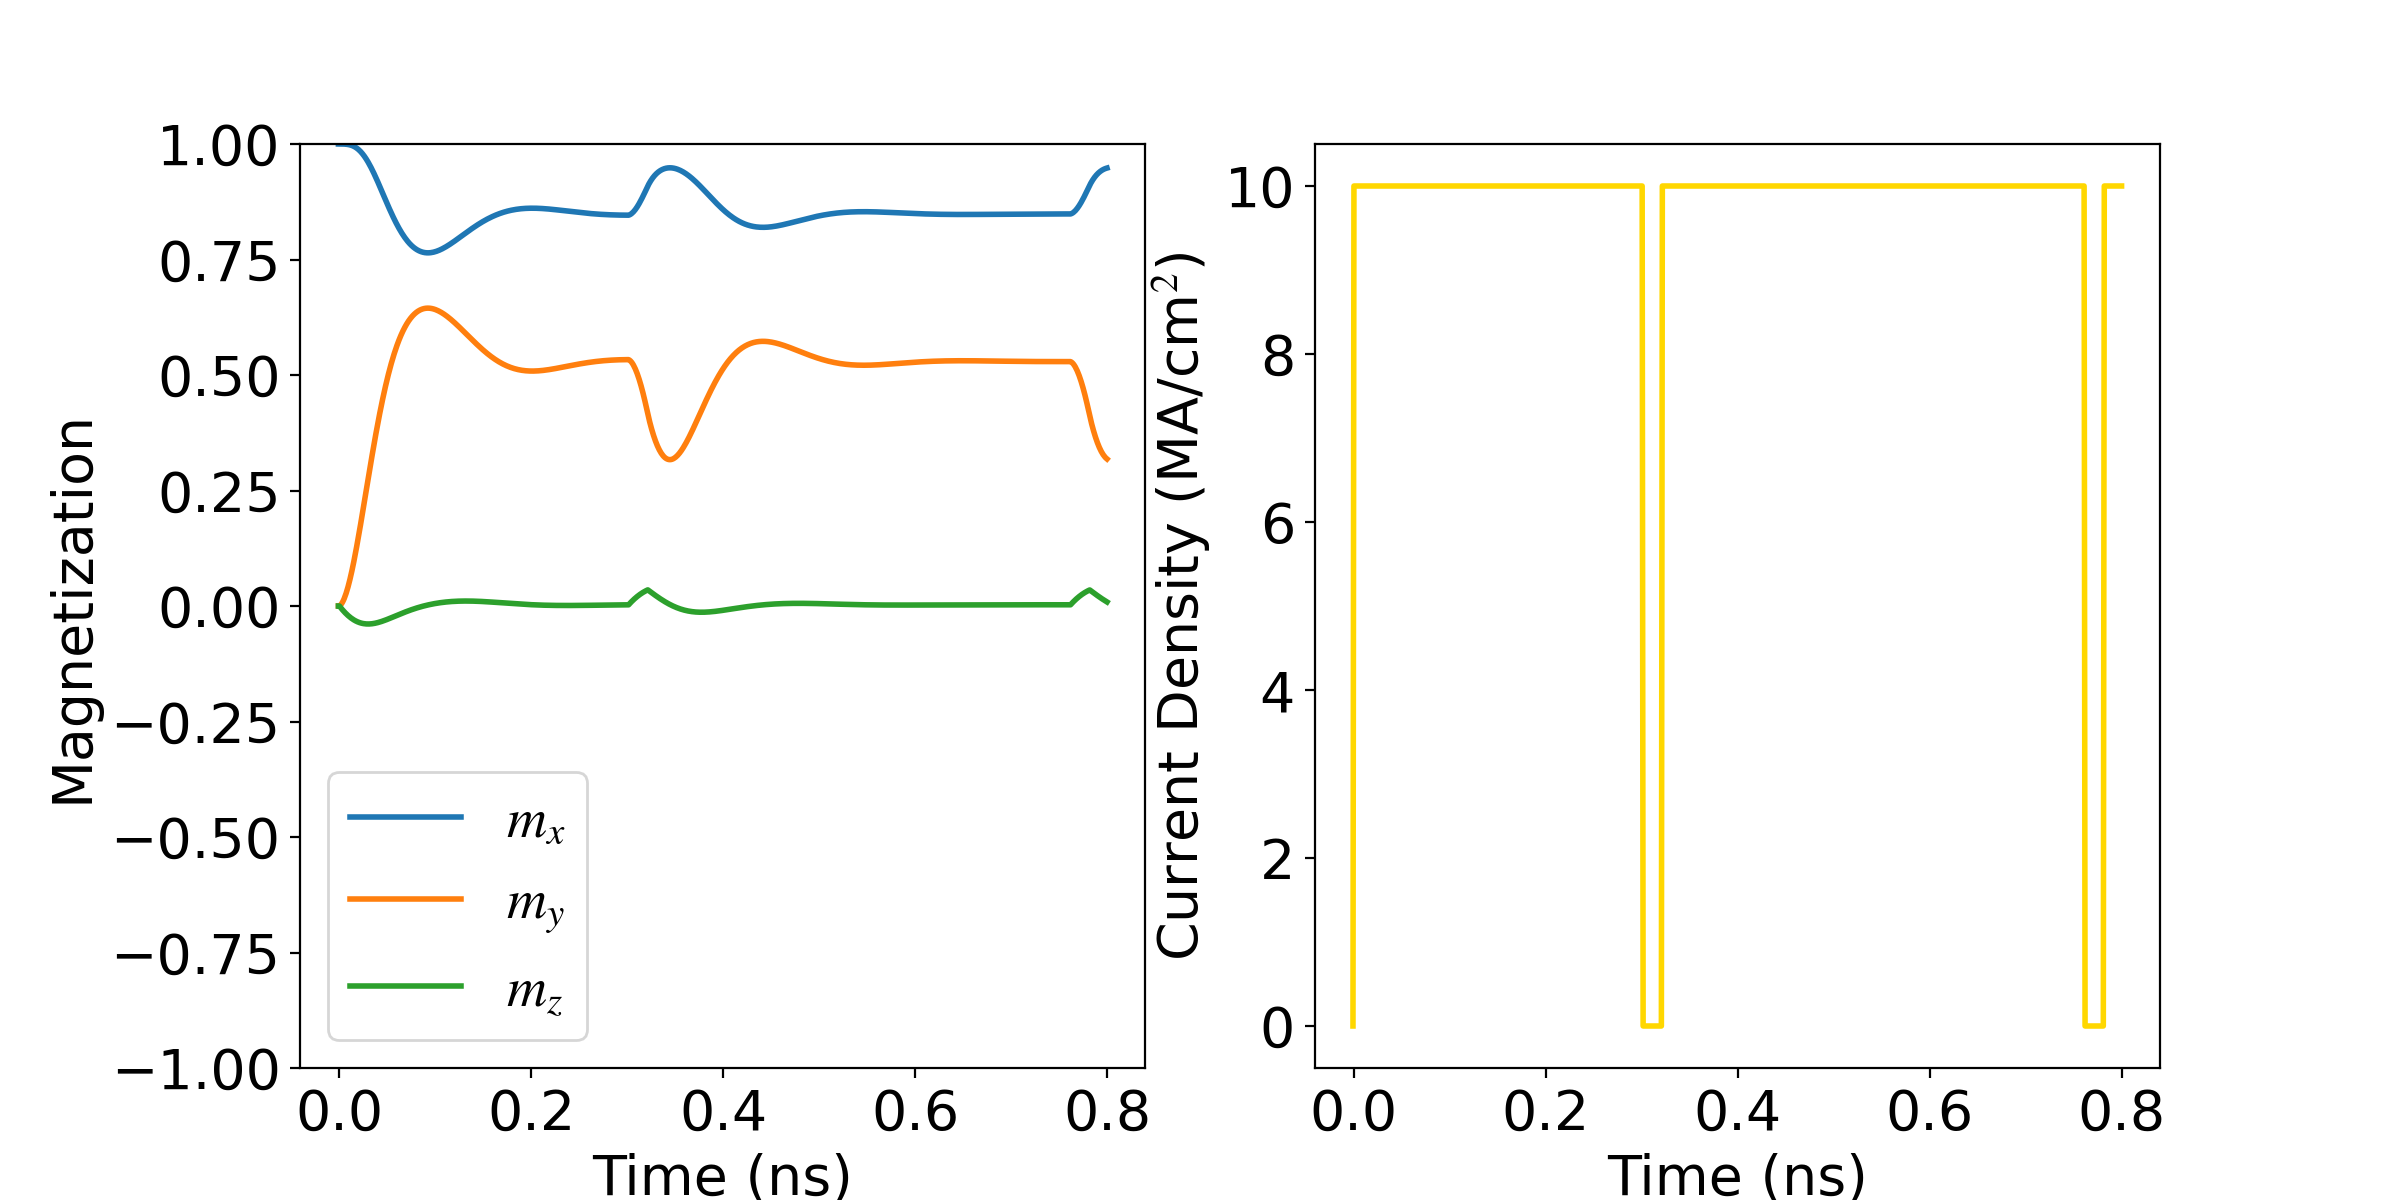 Magnetization
1.00
0.75
0.50
0.25
0.00
−0.25
−0.50
−0.75
−1.00
m_x
m_y
m_z
0.0 0.2 0.4 0.6 0.8
Time (ns)
Current Density (MA/cm²)
10
8
6
4
2
0
0.0 0.2 0.4 0.6 0.8
Time (ns)